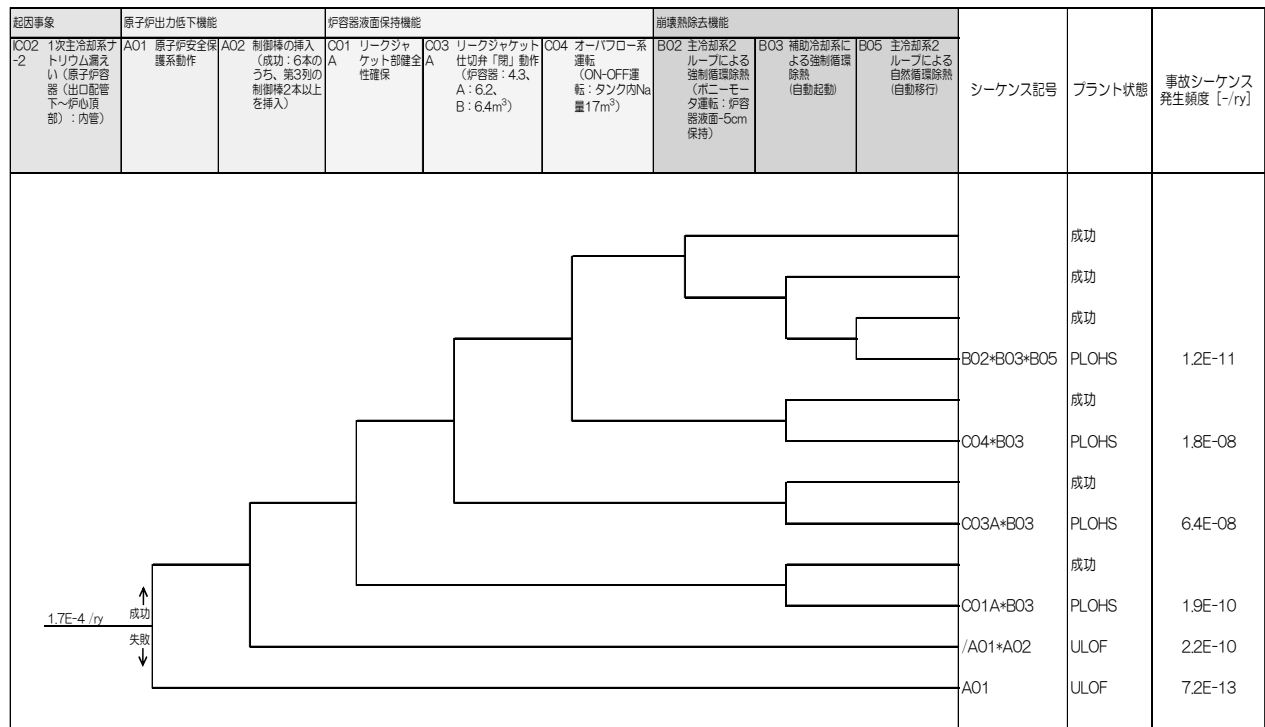 起因事象
原子炉出力低下機能
炉容器液面保持機能
崩壊熱除去機能
IC02 1次主冷却系ナ
-2 トリウム漏え
い（原子炉容
器（出口配管
下～炉心頂
部）：内管）
A01 原子炉安全保
護系動作
A02 制御棒の挿入
（成功：6本の
うち、第3列の
制御棒2本以上
を挿入）
C01 リークジャ
A ケット部健全
性確保
C03 リークジャケット
A 仕切弁「閉」動作
（炉容器：4.3、
A：6.2、
B：6.4m³）
C04 オーバフロー系
運転
（ON-OFF運
転：タンク内Na
量17m³）
B02 主冷却系2
ループによる
強制循環除熱
（ポニーモー
タ運転：炉容
器液面-5cm
保持）
B03 補助冷却系に
よる強制循環
除熱
(自動起動)
B05 主冷却系2
ループによる
自然循環除熱
(自動移行)
シーケンス記号
プラント状態
事故シーケンス
発生頻度 [-/ry]
成功
成功
成功
B02*B03*B05 PLOHS 1.2E-11
成功
C04*B03 PLOHS 1.8E-08
成功
C03A*B03 PLOHS 6.4E-08
成功
C01A*B03 PLOHS 1.9E-10
1.7E-4 /ry
成功
失敗
/A01*A02 ULOF 2.2E-10
A01 ULOF 7.2E-13